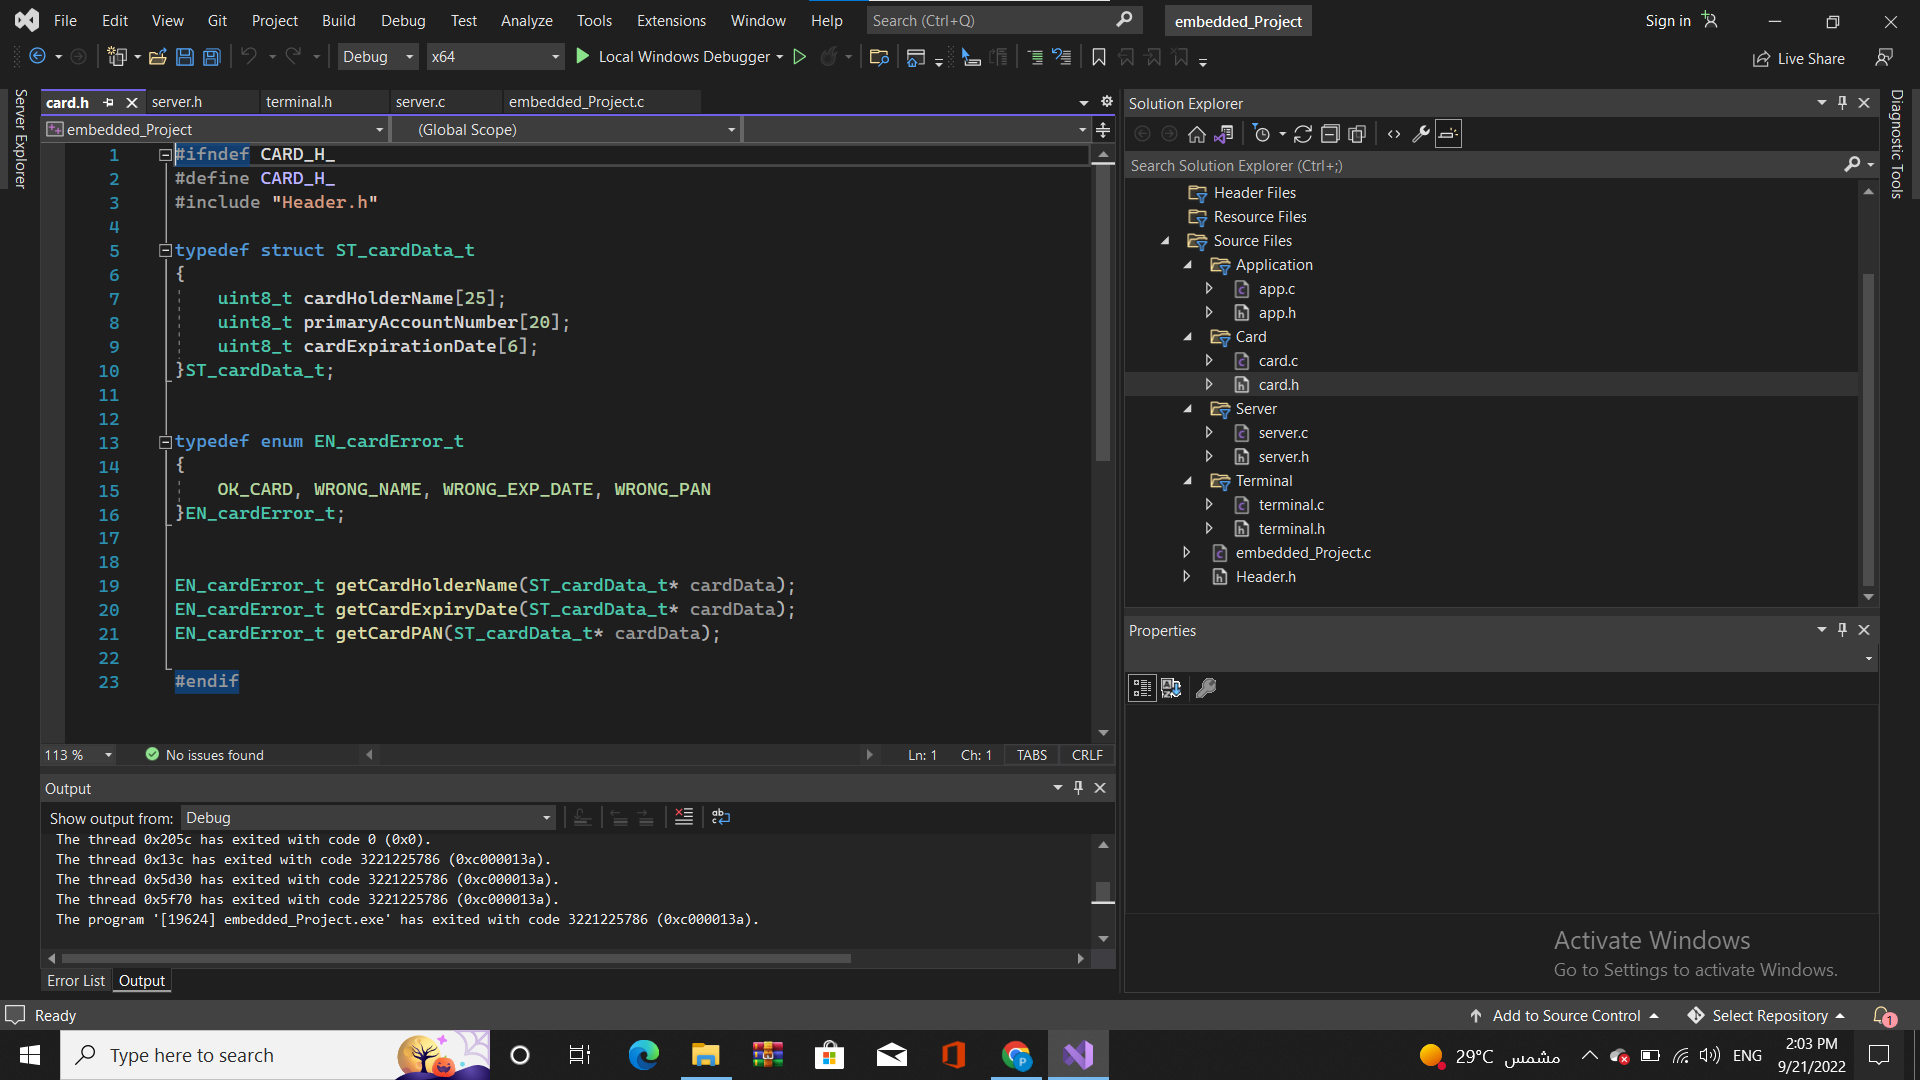 File Edit View Git Project Build Debug Test Analyze Tools Extensions Window Help Search (Ctrl+Q) embedded_Project Sign in
Debug x64 Local Windows Debugger Live Share
Server Explorer
card.h server.h terminal.h server.c embedded_Project.c
embedded_Project (Global Scope)
1 #ifndef CARD_H_
2 #define CARD_H_
3 #include "Header.h"
4
5 typedef struct ST_cardData_t
6 {
7 uint8_t cardHolderName[25];
8 uint8_t primaryAccountNumber[20];
9 uint8_t cardExpirationDate[6];
10 }ST_cardData_t;
11
12
13 typedef enum EN_cardError_t
14 {
15 OK_CARD, WRONG_NAME, WRONG_EXP_DATE, WRONG_PAN
16 }EN_cardError_t;
17
18
19 EN_cardError_t getCardHolderName(ST_cardData_t* cardData);
20 EN_cardError_t getCardExpiryDate(ST_cardData_t* cardData);
21 EN_cardError_t getCardPAN(ST_cardData_t* cardData);
22
23 #endif
113 % No issues found Ln: 1 Ch: 1 TABS CRLF
Output
Show output from: Debug
The thread 0x205c has exited with code 0 (0x0).
The thread 0x13c has exited with code 3221225786 (0xc000013a).
The thread 0x5d30 has exited with code 3221225786 (0xc000013a).
The thread 0x5f70 has exited with code 3221225786 (0xc000013a).
The program '[19624] embedded_Project.exe' has exited with code 3221225786 (0xc000013a).
Error List Output
Solution Explorer
Search Solution Explorer (Ctrl+;)
Header Files
Resource Files
Source Files
Application
app.c
app.h
Card
card.c
card.h
Server
server.c
server.h
Terminal
terminal.c
terminal.h
embedded_Project.c
Header.h
Properties
Diagnostic Tools
Activate Windows
Go to Settings to activate Windows.
Ready Add to Source Control Select Repository 1
Type here to search 29°C مشمس ENG 2:03 PM
9/21/2022